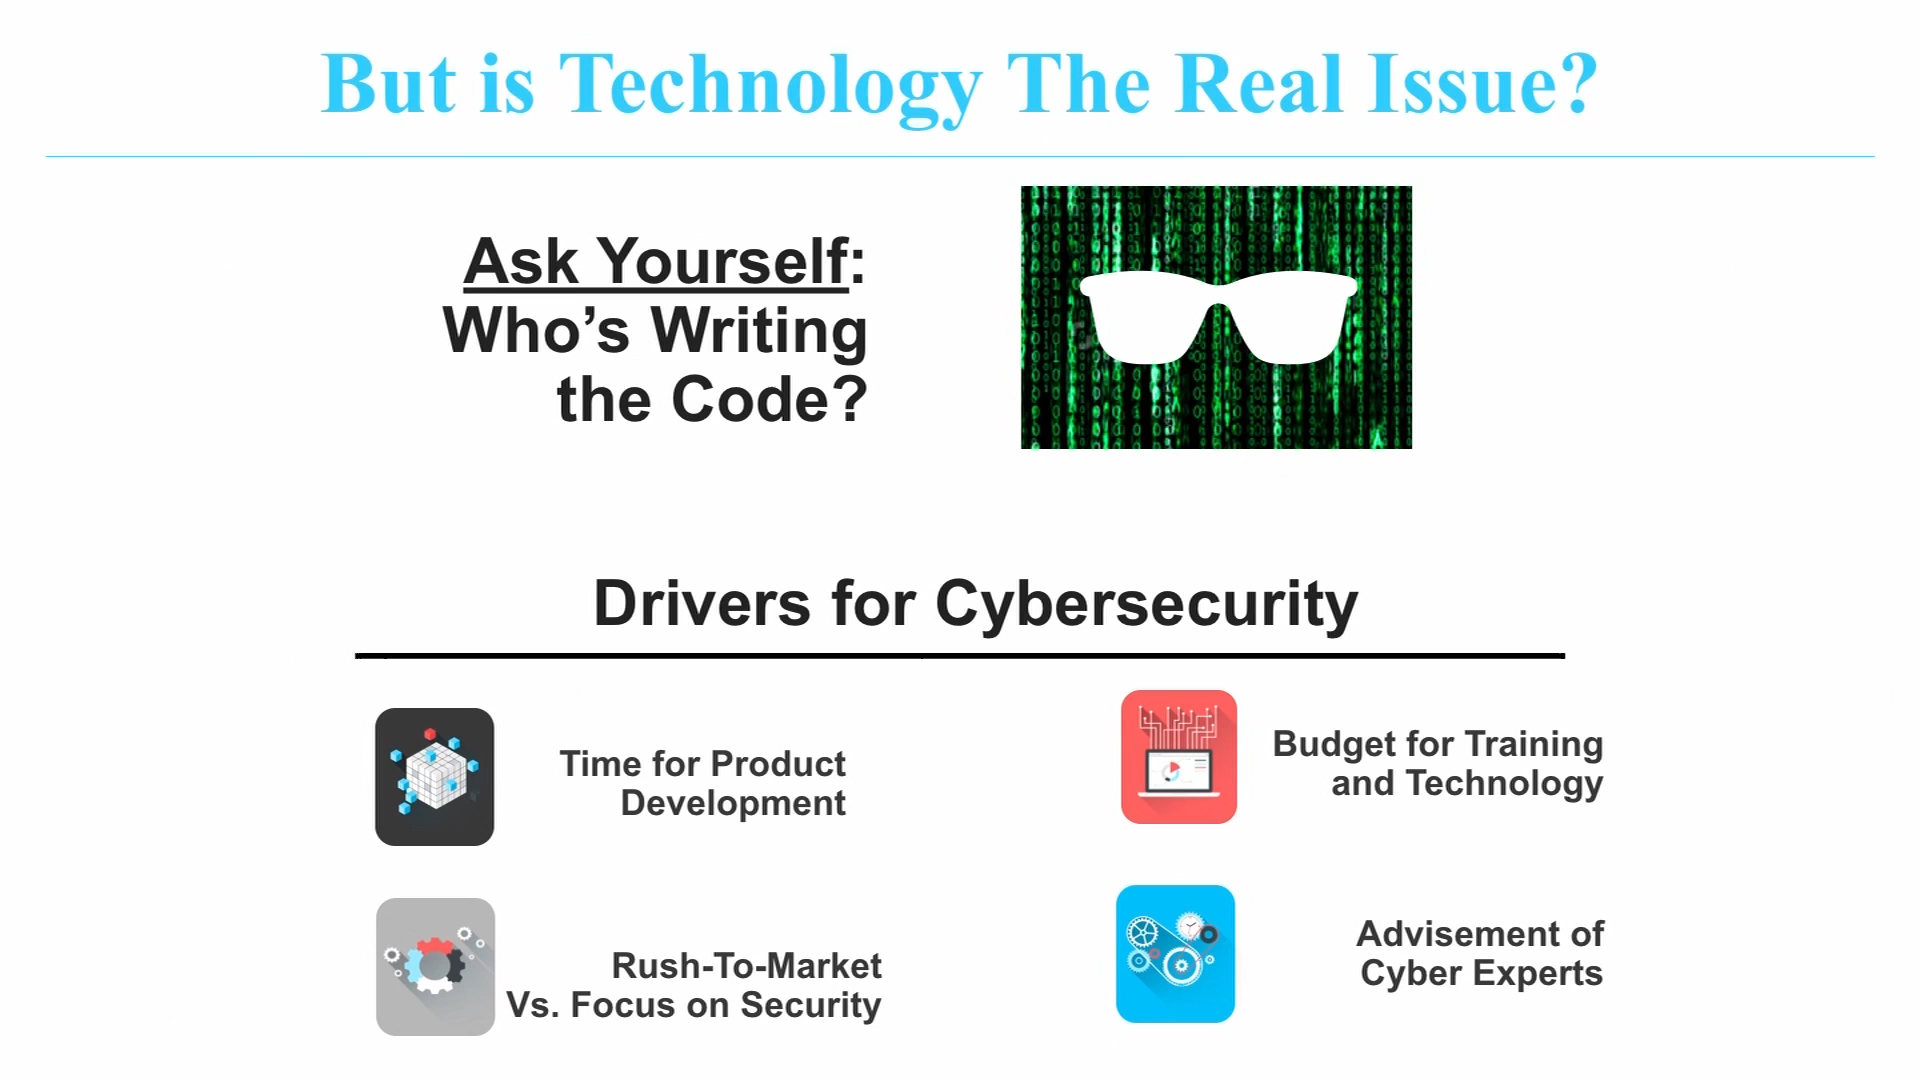 But is Technology The Real Issue?
Ask Yourself:
Who’s Writing
the Code?
Drivers for Cybersecurity
Time for Product
Development
Budget for Training
and Technology
Rush-To-Market
Vs. Focus on Security
Advisement of
Cyber Experts